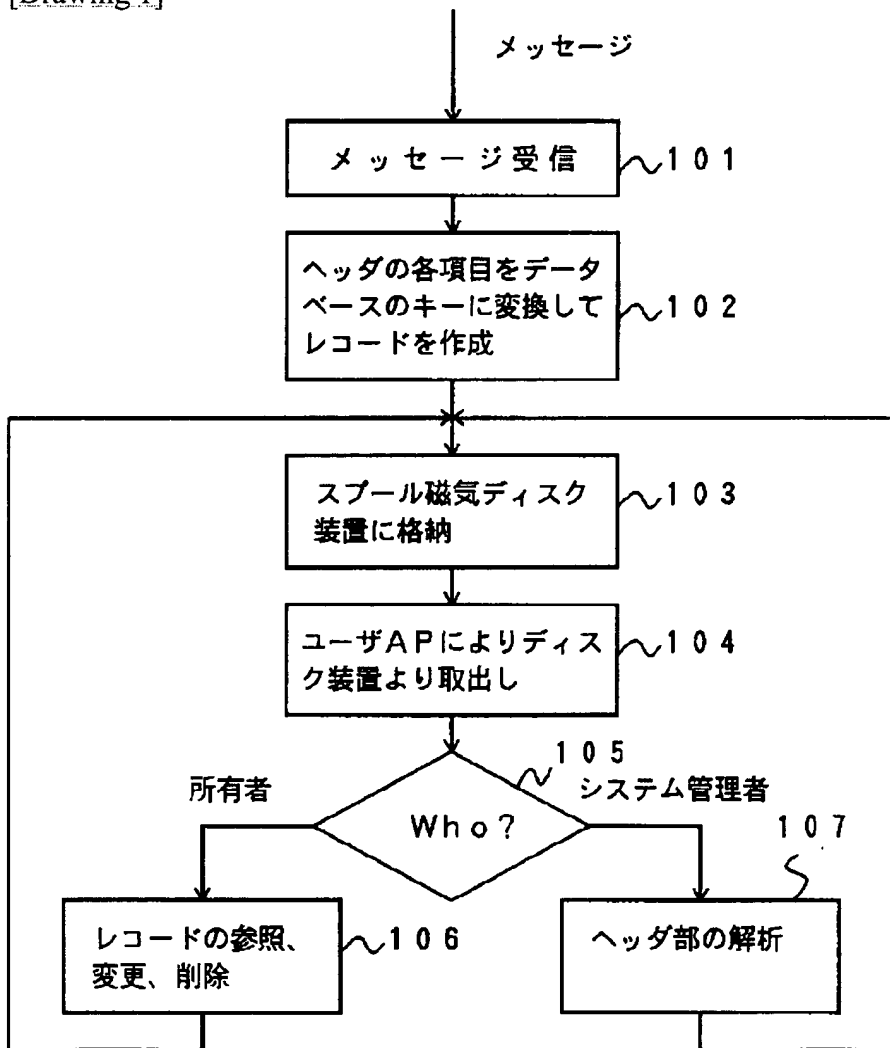 [Drawing 1]
メッセージ
メッセージ受信
101
ヘッダの各項目をデータ
ベースのキーに変換して
レコードを作成
102
スプール磁気ディスク
装置に格納
103
ユーザAPによりディス
ク装置より取出し
104
105
所有者
システム管理者
Who?
107
レコードの参照、
変更、削除
106
ヘッダ部の解析